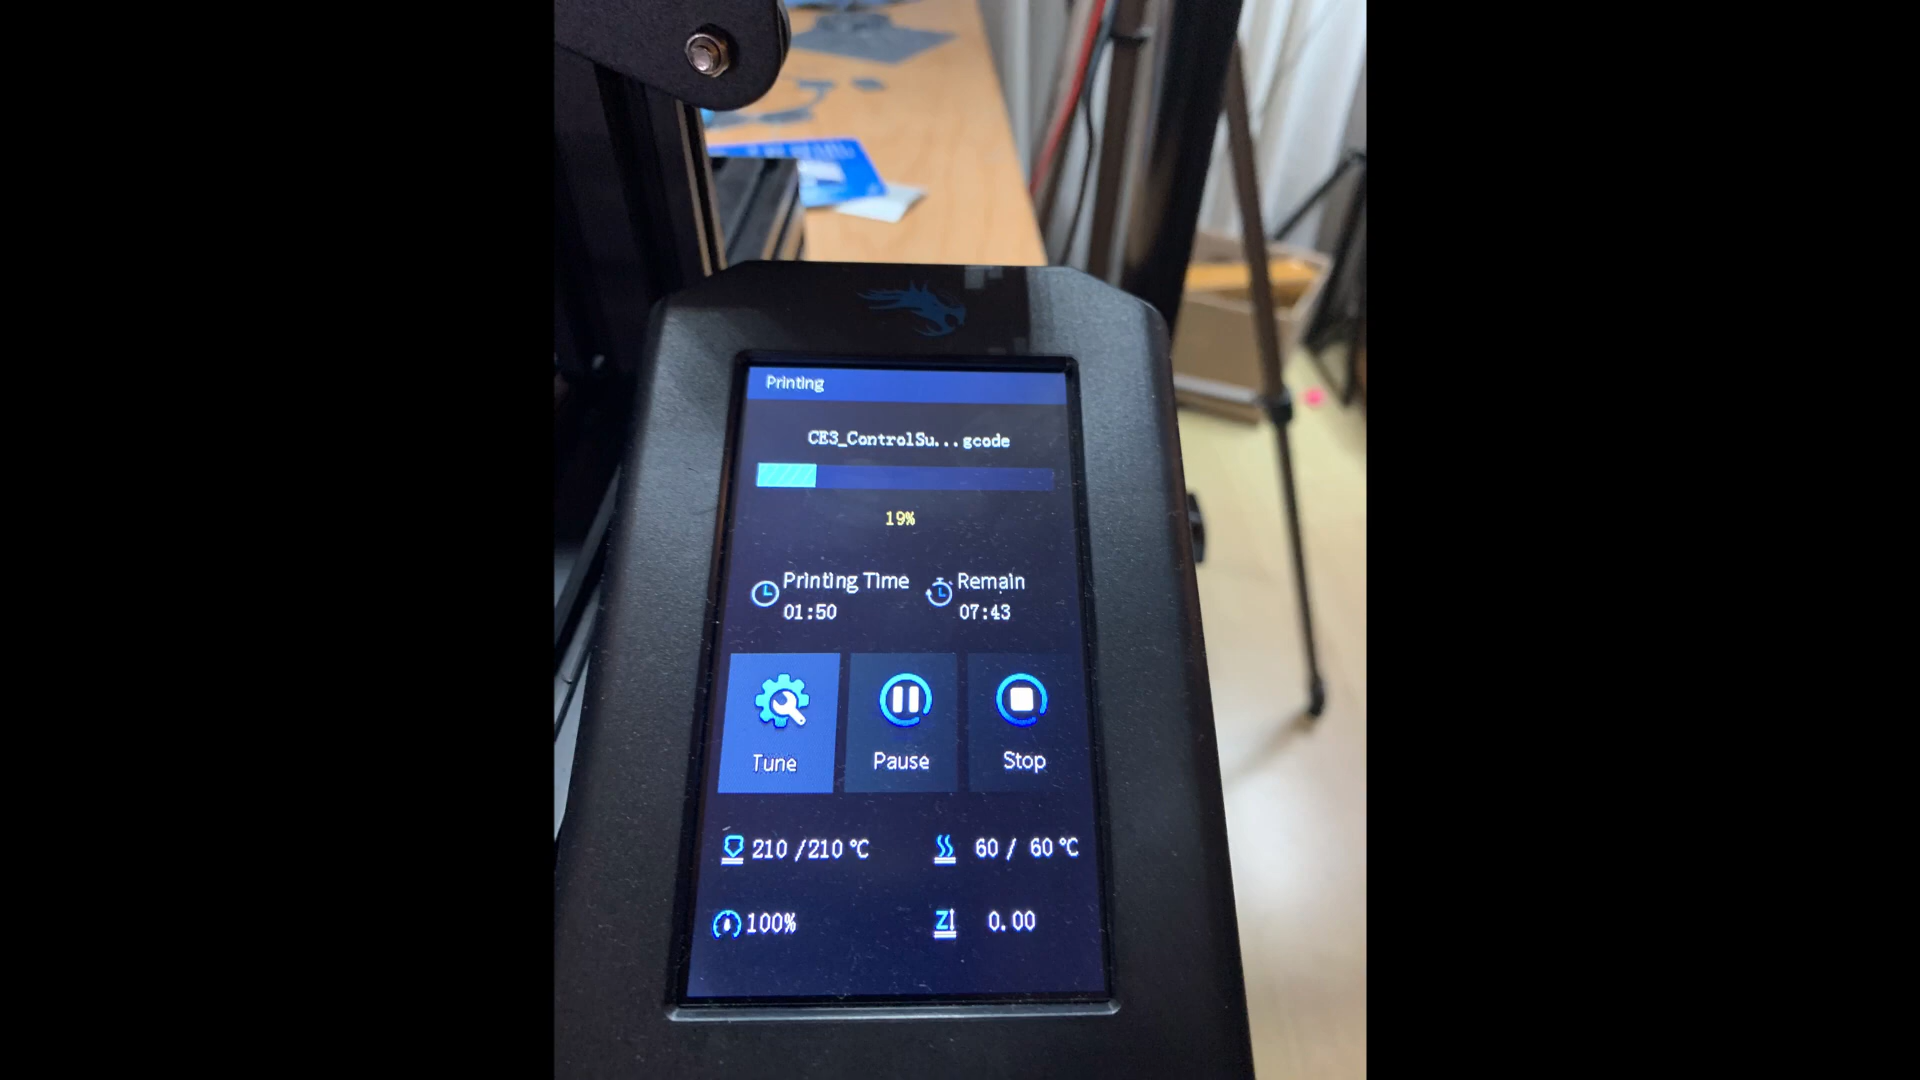 Printing
CE3_ControlSu...gcode
19%
Printing Time
01:50
Remain
07:43
Tune
Pause
Stop
210 /210 ℃
60 / 60 ℃
100%
Z
0.00